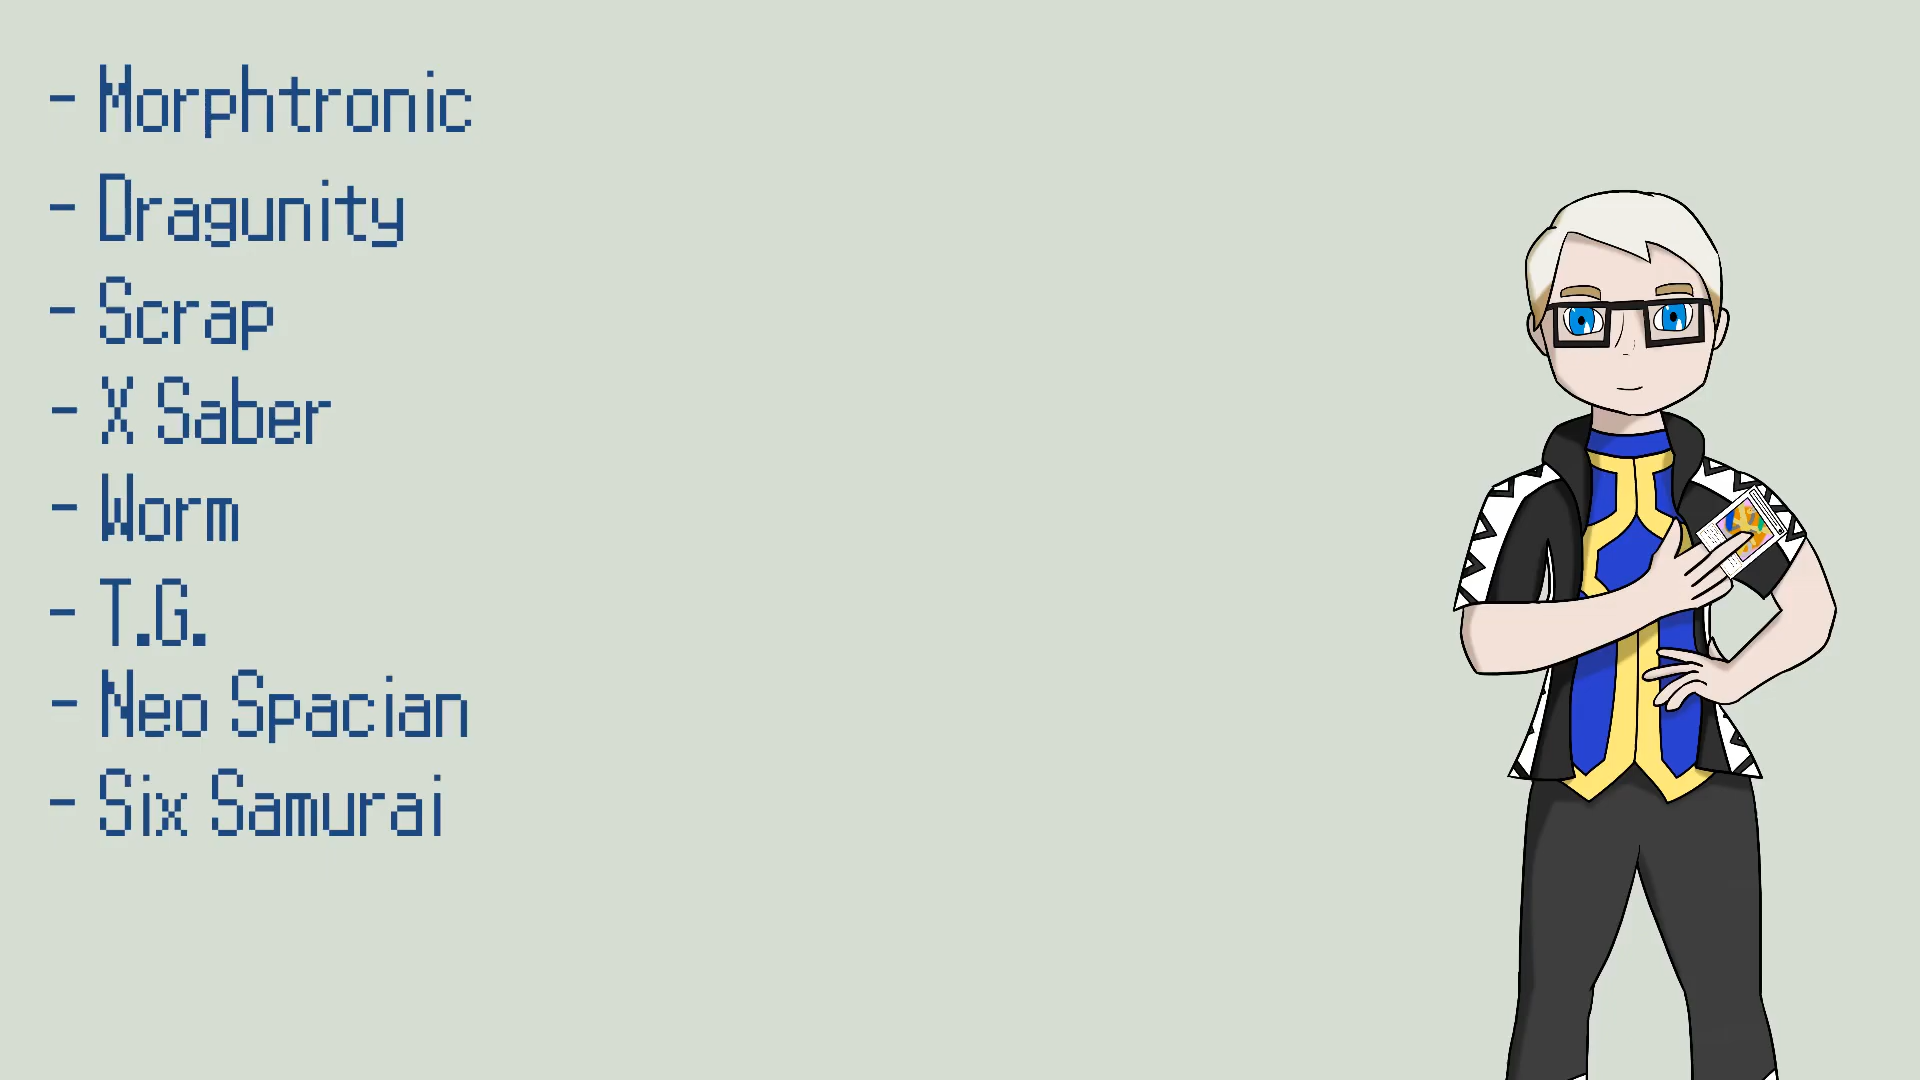 - Morphtronic
- Dragunity
- Scrap
- X Saber
- Worm
- T.G.
- Neo Spacian
- Six Samurai